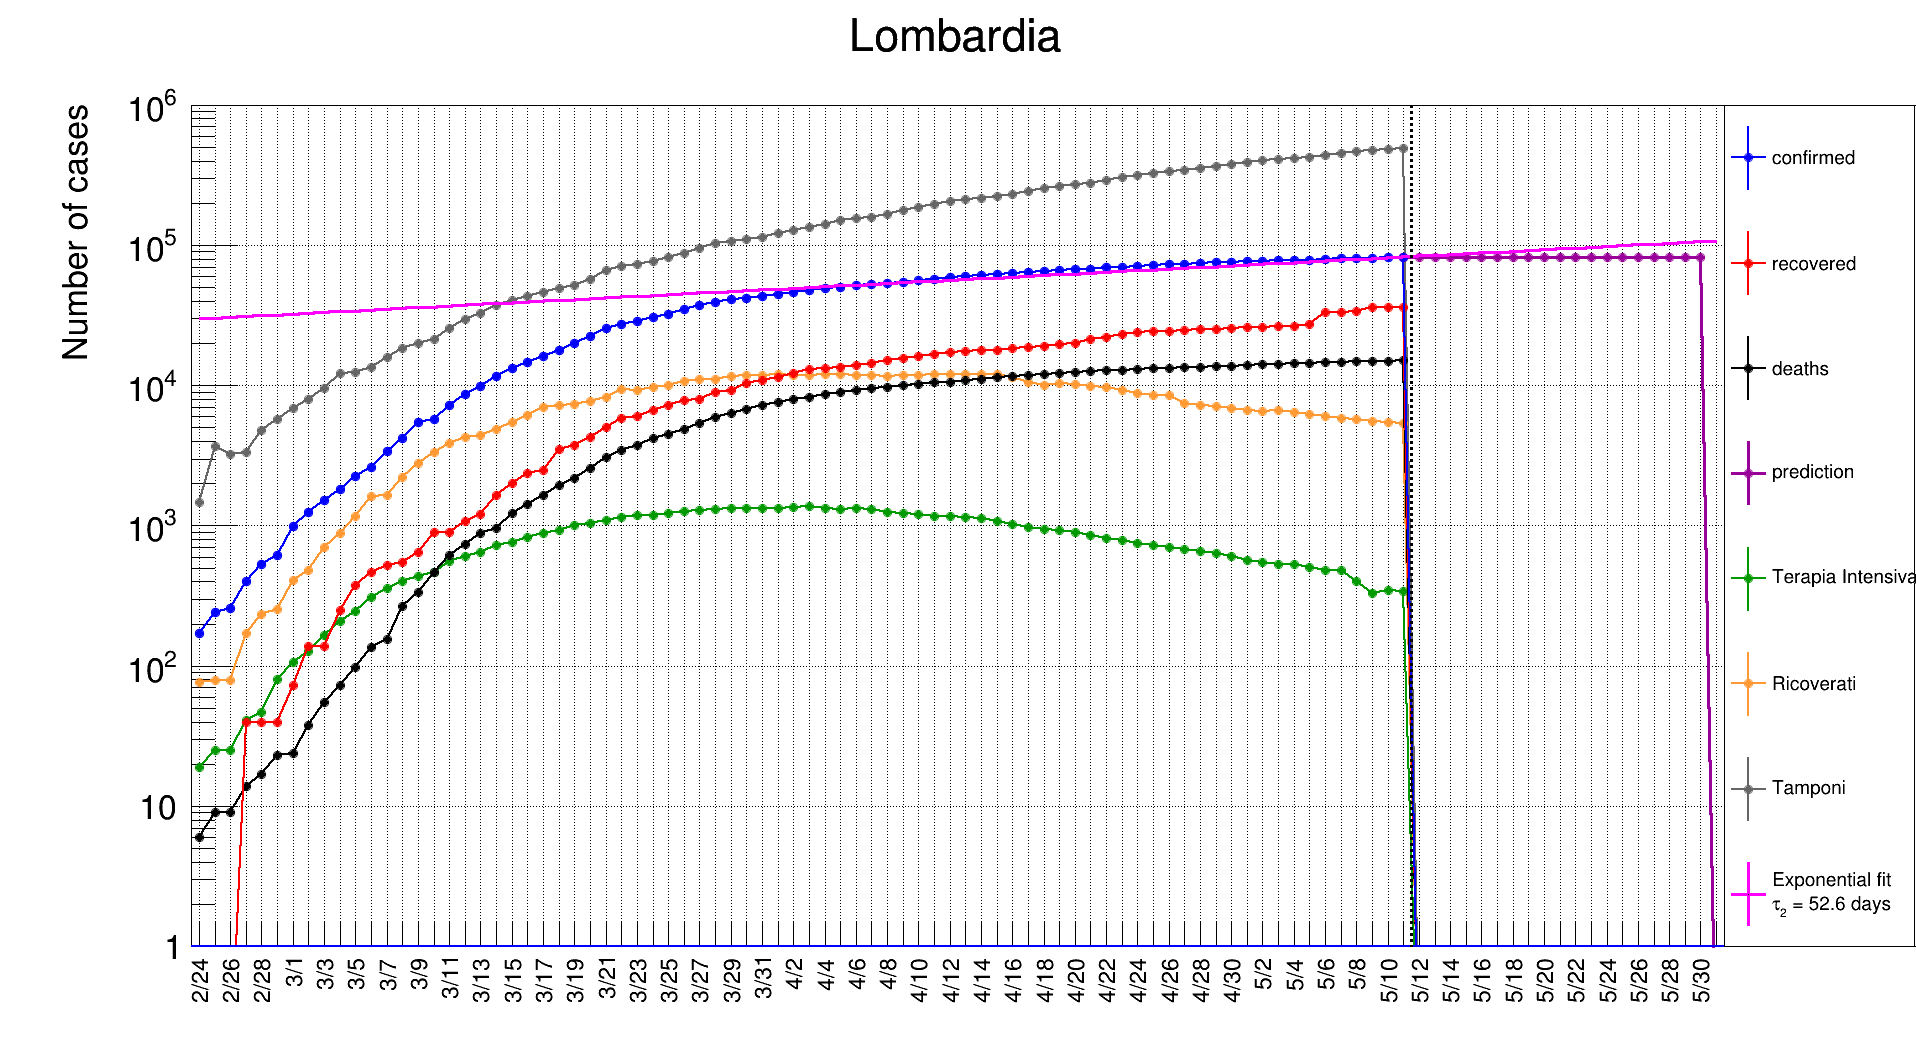 Lombardia
Number of cases
10^6
10^5
10^4
10^3
10^2
10
1
2/24 2/26 2/28 3/1 3/3 3/5 3/7 3/9 3/11 3/13 3/15 3/17 3/19 3/21 3/23 3/25 3/27 3/29 3/31 4/2 4/4 4/6 4/8 4/10 4/12 4/14 4/16 4/18 4/20 4/22 4/24 4/26 4/28 4/30 5/2 5/4 5/6 5/8 5/10 5/12 5/14 5/16 5/18 5/20 5/22 5/24 5/26 5/28 5/30
confirmed
recovered
deaths
prediction
Terapia Intensiva
Ricoverati
Tamponi
Exponential fit
τ₂ = 52.6 days